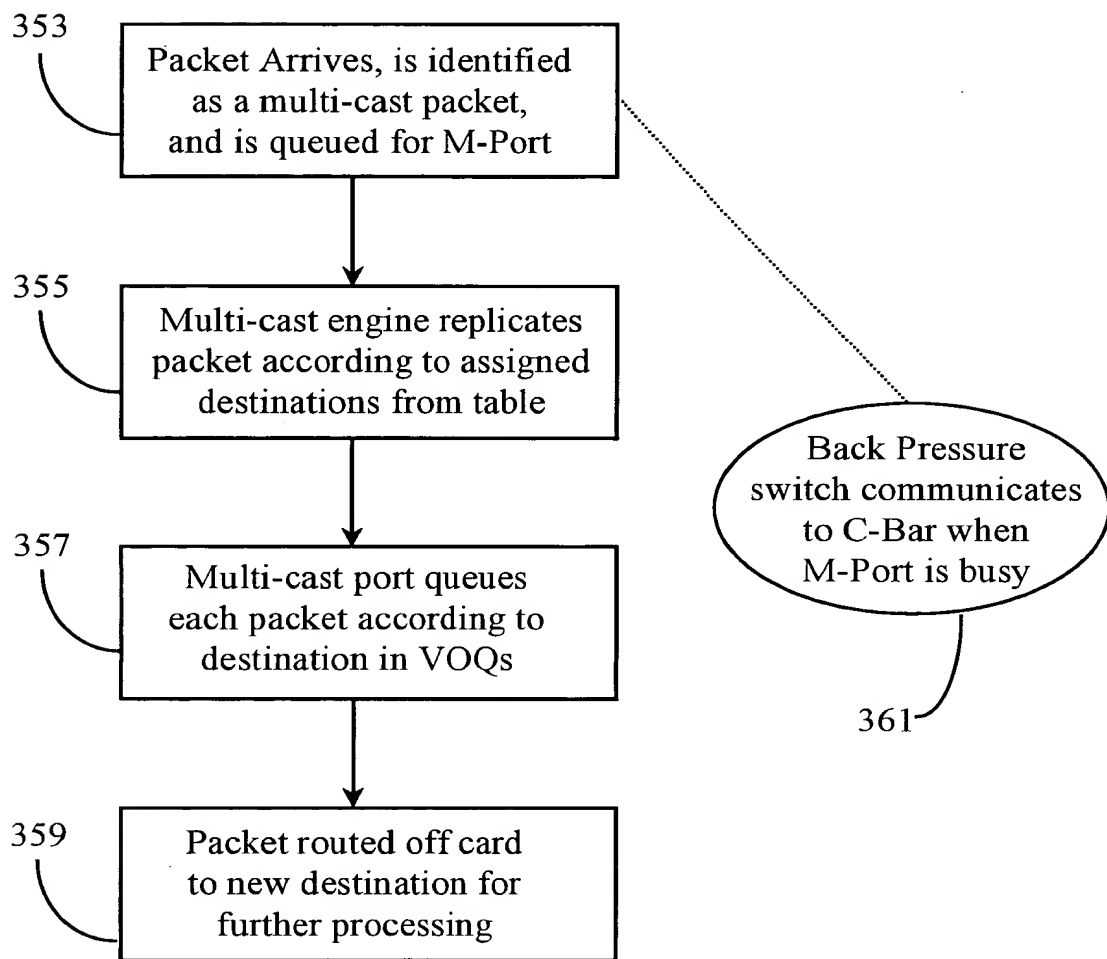 353
Packet Arrives, is identified
as a multi-cast packet,
and is queued for M-Port
355
Multi-cast engine replicates
packet according to assigned
destinations from table
Back Pressure
switch communicates
to C-Bar when
M-Port is busy
361
357
Multi-cast port queues
each packet according to
destination in VOQs
359
Packet routed off card
to new destination for
further processing